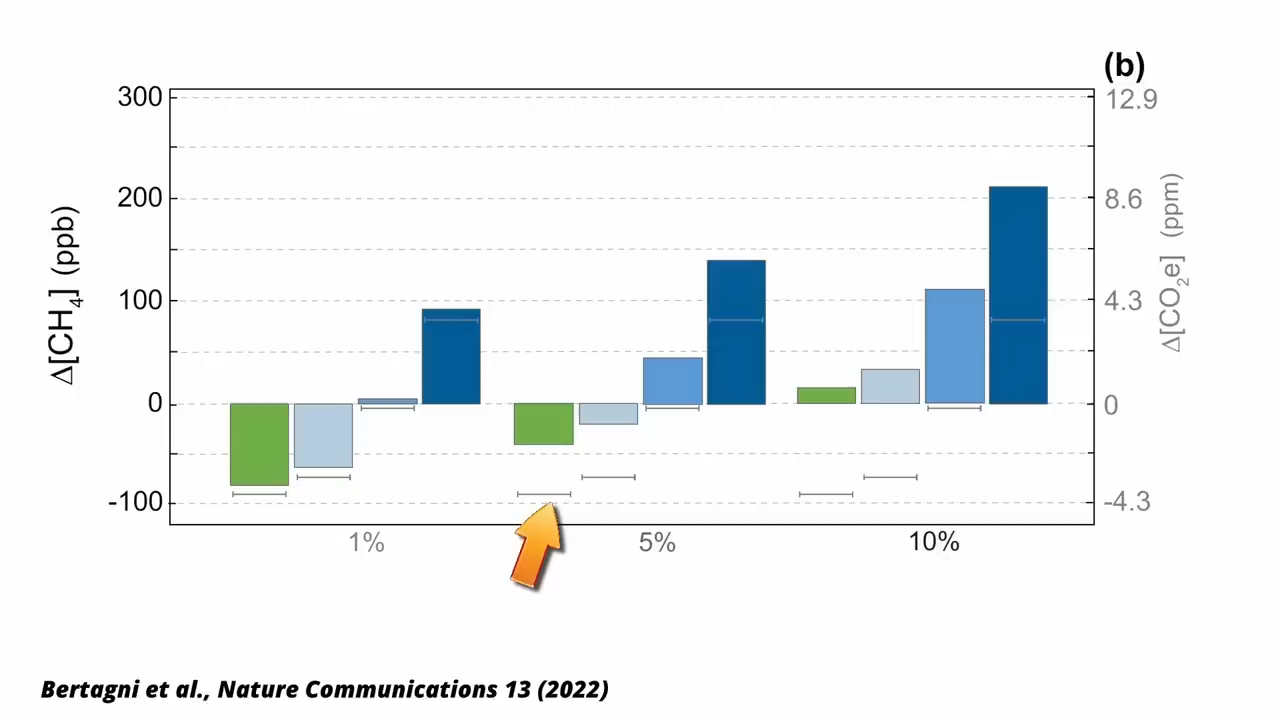 (b)
300
200
100
0
-100
Δ[CH₄] (ppb)
12.9
8.6
4.3
0
-4.3
Δ[CO₂e] (ppm)
1% 5% 10%
Bertagni et al., Nature Communications 13 (2022)